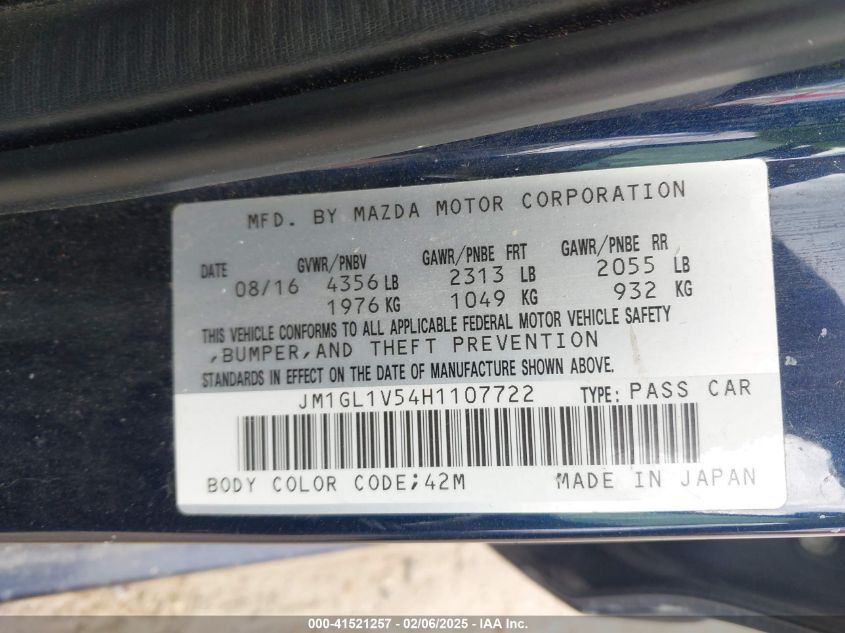 MFD. BY MAZDA MOTOR CORPORATION
DATE GVWR/PNBV GAWR/PNBE FRT GAWR/PNBE RR
08/16 4356 LB 2313 LB 2055 LB
1976 KG 1049 KG 932 KG
THIS VEHICLE CONFORMS TO ALL APPLICABLE FEDERAL MOTOR VEHICLE SAFETY
,BUMPER,AND THEFT PREVENTION
STANDARDS IN EFFECT ON THE DATE OF MANUFACTURE SHOWN ABOVE.
JM1GL1V54H1107722 TYPE: PASS CAR
BODY COLOR CODE;42M MADE IN JAPAN
000-41521257 - 02/06/2025 - IAA Inc.